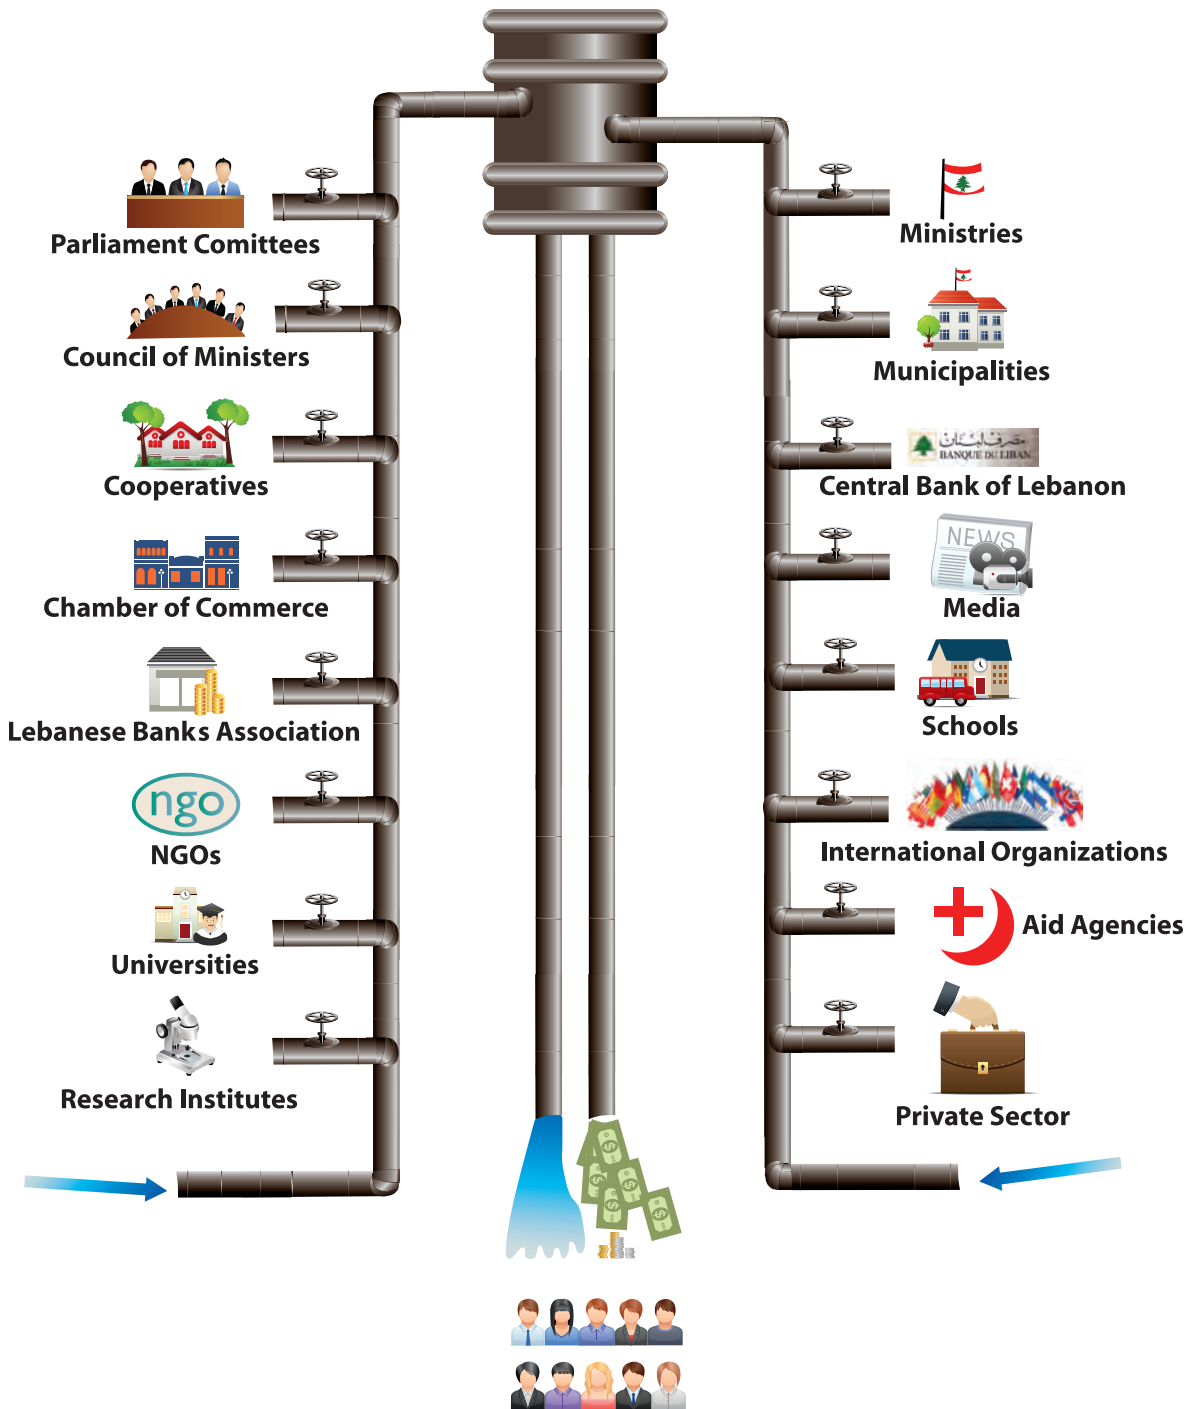 Parliament Comittees
Council of Ministers
Cooperatives
Chamber of Commerce
Lebanese Banks Association
ngo
NGOs
Universities
Research Institutes
Ministries
Municipalities
مصرف لبنان
BANQUE DU LIBAN
Central Bank of Lebanon
NEWS
Media
Schools
International Organizations
Aid Agencies
Private Sector